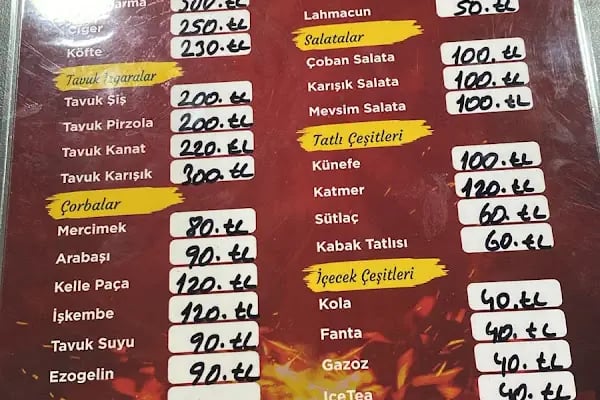 arma 500.tL
Ciğer 250.tL
Köfte 230.tL
Tavuk Izgaralar
Tavuk Şiş 200.tL
Tavuk Pirzola 200.tL
Tavuk Kanat 220.tL
Tavuk Karışık 300.tL
Çorbalar
Mercimek 80.tL
Arabaşı 90.tL
Kelle Paça 120.tL
İşkembe 120.tL
Tavuk Suyu 90.tL
Ezogelin 90.tL
Lahmacun 50.tL
Salatalar
Çoban Salata 100.tL
Karışık Salata 100.tL
Mevsim Salata 100.tL
Tatlı Çeşitleri
Künefe 100.tL
Katmer 120.tL
Sütlaç 60.tL
Kabak Tatlısı 60.tL
İçecek Çeşitleri
Kola 40.tL
Fanta 40.tL
Gazoz 40.tL
IceTea 40.tL